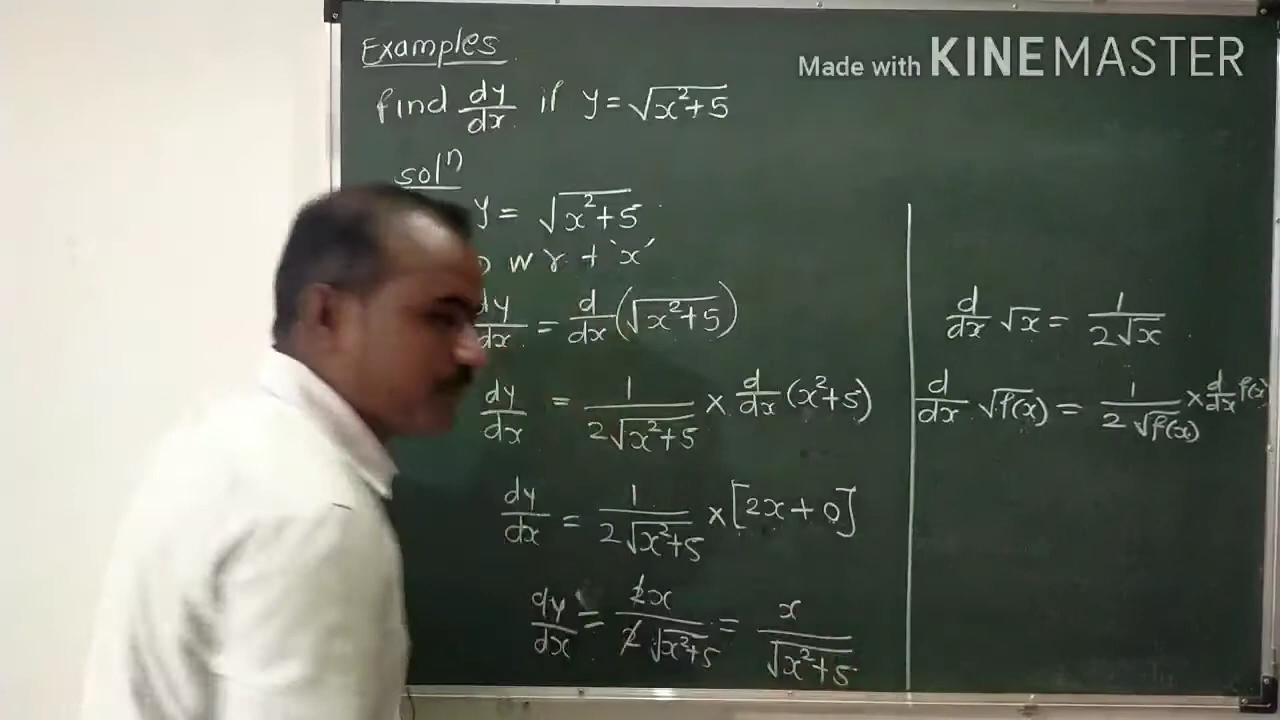 Examples
Made with KINEMASTER
find dy/dx if y = √(x²+5)
solⁿ
y = √(x²+5)
w r t 'x'
dy/dx = d/dx (√(x²+5))
dy/dx = 1/(2√(x²+5)) × d/dx (x²+5)
dy/dx = 1/(2√(x²+5)) × [2x + 0]
dy/dx = 2x/(2√(x²+5)) = x/√(x²+5)
d/dx √x = 1/(2√x)
d/dx √f(x) = 1/(2√f(x)) × d/dx f(x)